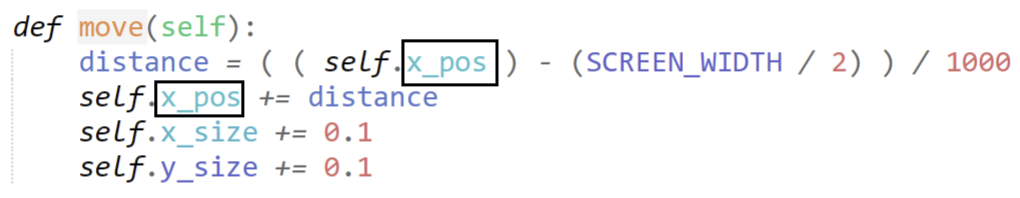 def move(self):
distance = ( ( self.x_pos ) - (SCREEN_WIDTH / 2) ) / 1000
self.x_pos += distance
self.x_size += 0.1
self.y_size += 0.1